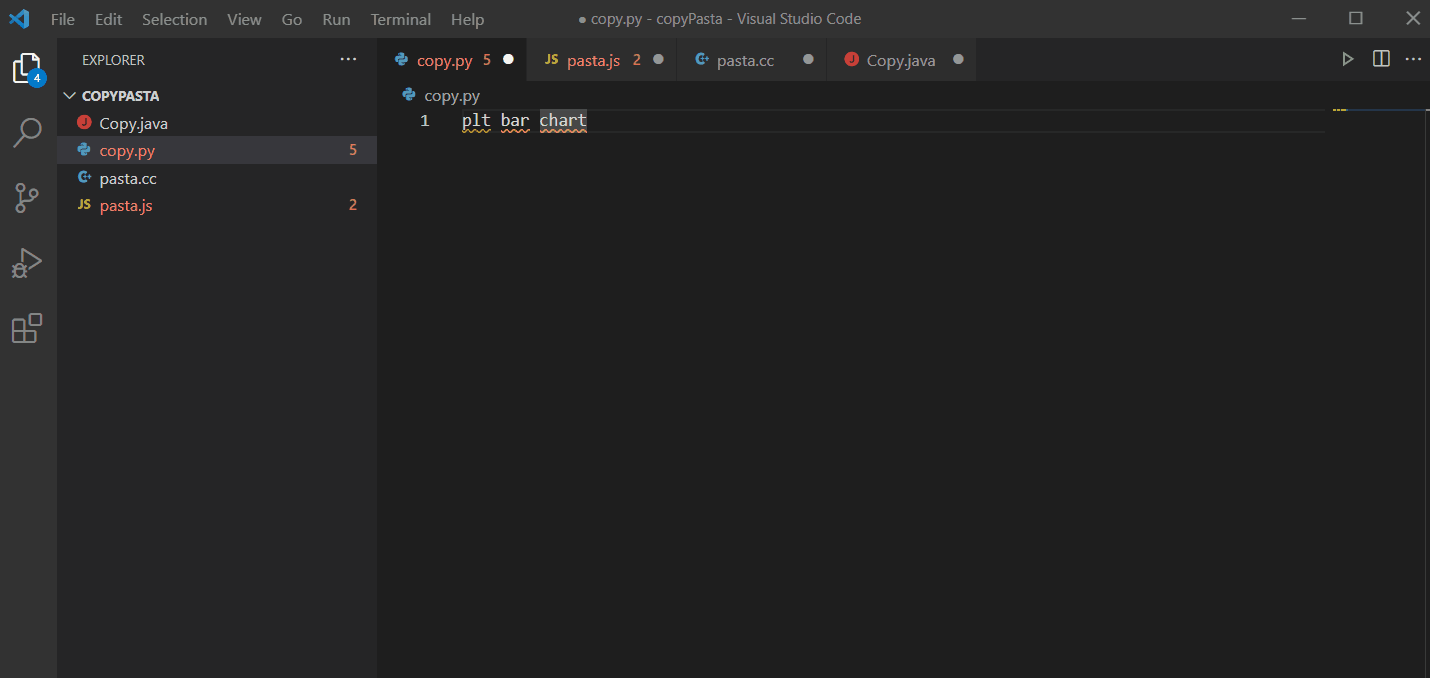 File Edit Selection View Go Run Terminal Help ● copy.py - copyPasta - Visual Studio Code
4
EXPLORER ···
COPYPASTA
J Copy.java
copy.py 5
C++ pasta.cc
JS pasta.js 2
copy.py 5 JS pasta.js 2 C++ pasta.cc J Copy.java ···
copy.py
1 plt bar chart